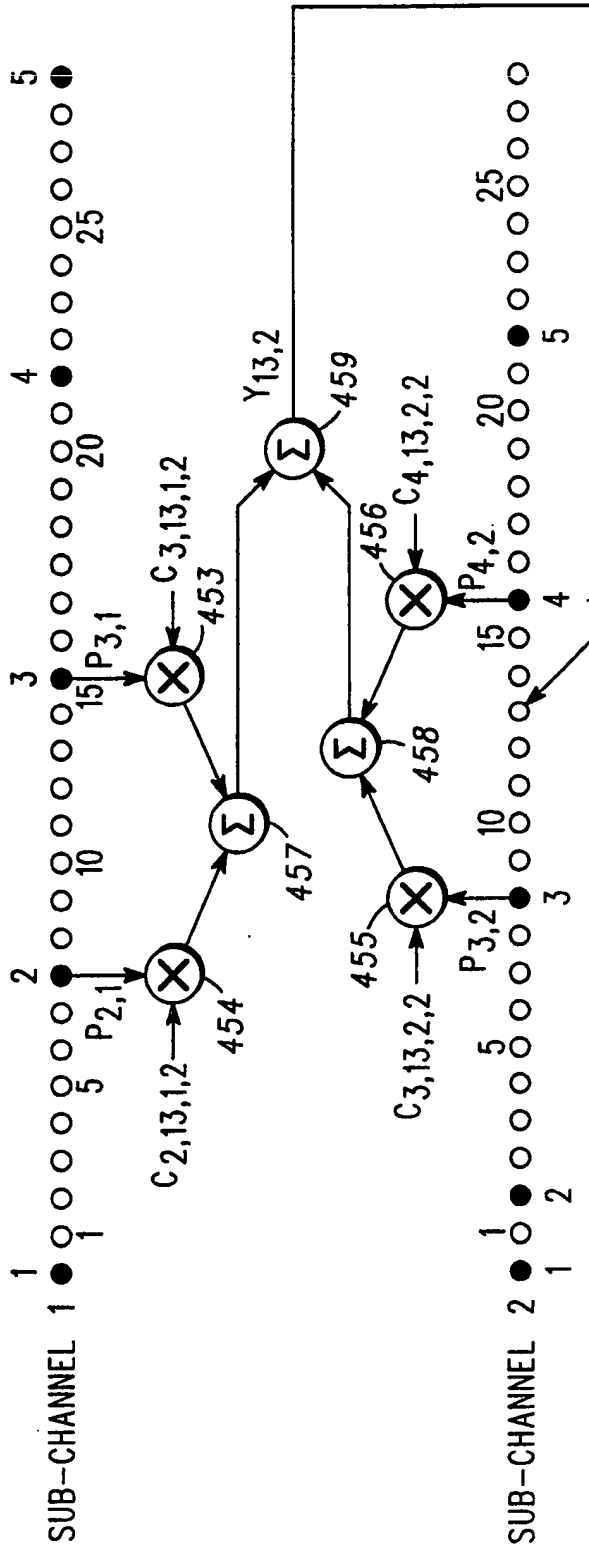 SUB-CHANNEL 1
1 2 3 4 5
1 5 10 15 20 25
P2,1
P3,1
C2,13,1,2
454
C3,13,1,2
453
457
Y13,2
459
458
C3,13,2,2
455
C4,13,2,2
456
P3,2
P4,2
SUB-CHANNEL 2
1 5 10 15 20 25
1 2 3 4 5
Σ
Σ
Σ